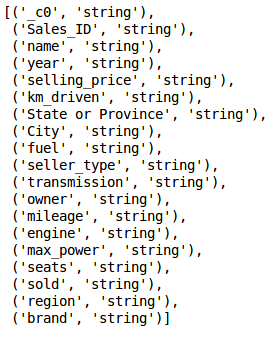 [('_c0', 'string'),
('Sales_ID', 'string'),
('name', 'string'),
('year', 'string'),
('selling_price', 'string'),
('km_driven', 'string'),
('State or Province', 'string'),
('City', 'string'),
('fuel', 'string'),
('seller_type', 'string'),
('transmission', 'string'),
('owner', 'string'),
('mileage', 'string'),
('engine', 'string'),
('max_power', 'string'),
('seats', 'string'),
('sold', 'string'),
('region', 'string'),
('brand', 'string')]